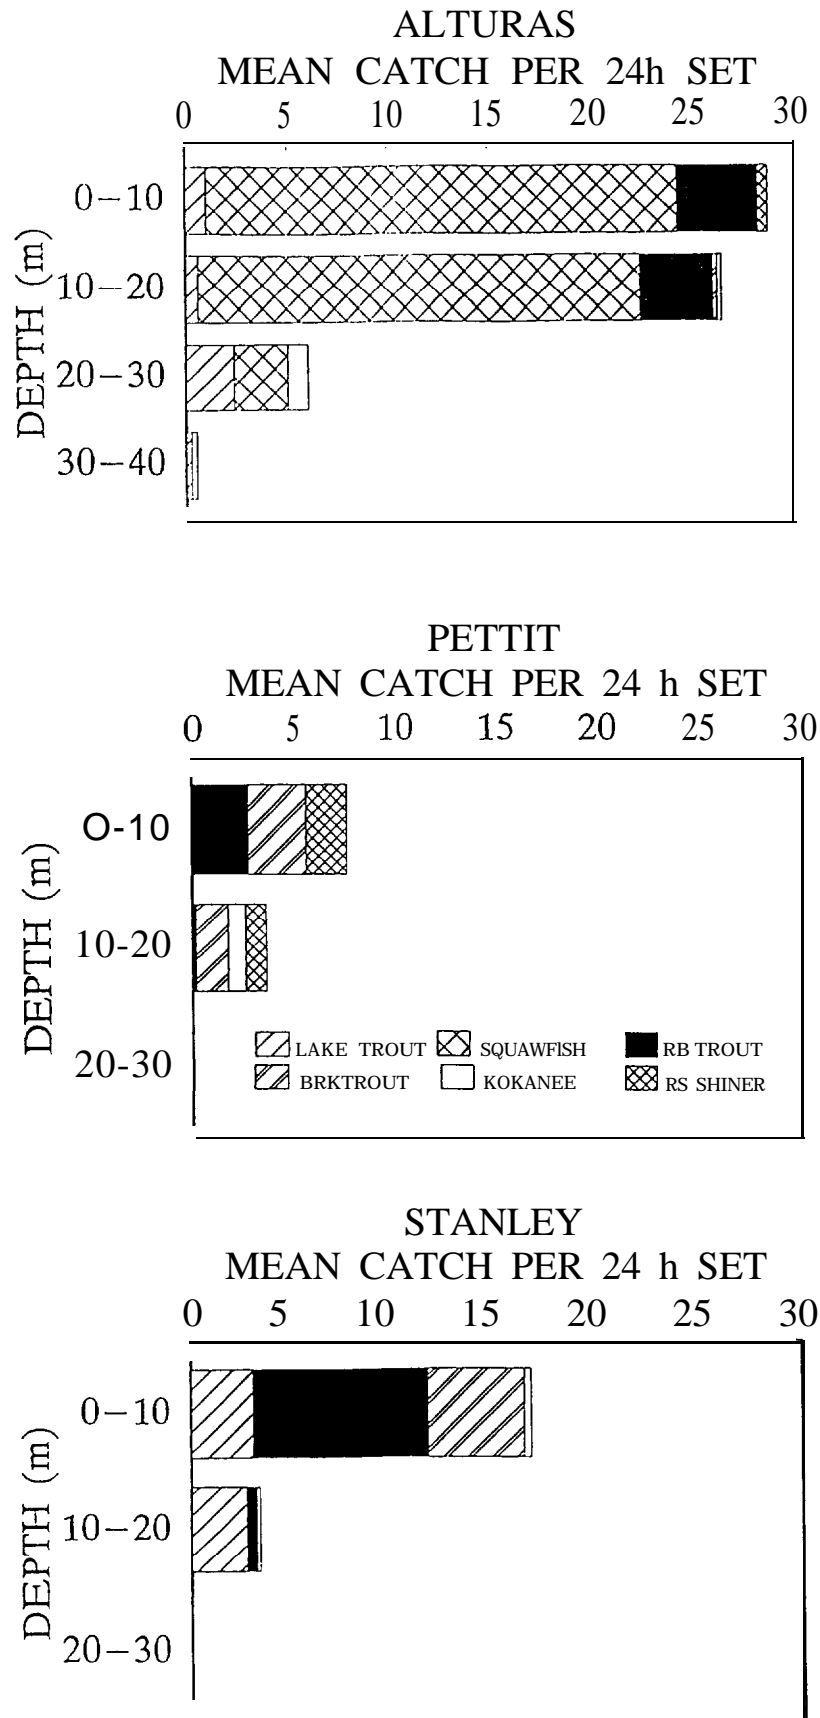 ALTURAS
MEAN CATCH PER 24h SET
0 5 10 15 20 25 30
DEPTH (m)
0-10
10-20
20-30
30-40
PETTIT
MEAN CATCH PER 24 h SET
0 5 10 15 20 25 30
DEPTH (m)
O-10
10-20
20-30
LAKE TROUT SQUAWFISH RB TROUT
BRKTROUT KOKANEE RS SHINER
STANLEY
MEAN CATCH PER 24 h SET
0 5 10 15 20 25 30
DEPTH (m)
0-10
10-20
20-30